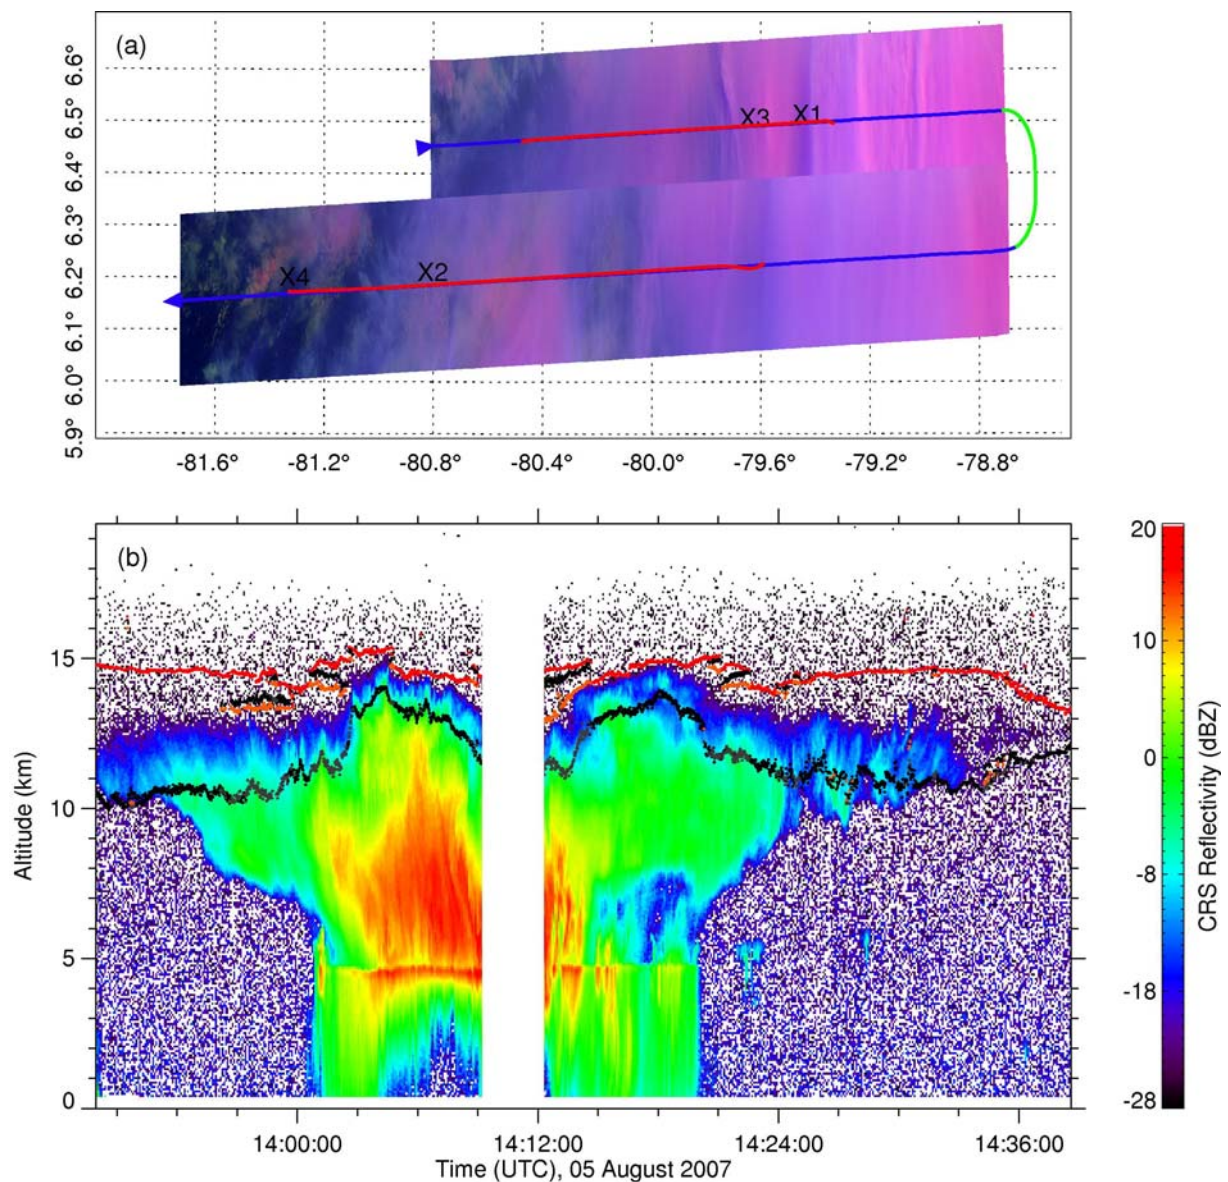 (a)
6.6°
6.5°
6.4°
6.3°
6.2°
6.1°
6.0°
5.9°
X3 X1
X4 X2
-81.6° -81.2° -80.8° -80.4° -80.0° -79.6° -79.2° -78.8°
(b)
Altitude (km)
15
10
5
0
14:00:00 14:12:00 14:24:00 14:36:00
Time (UTC), 05 August 2007
20
10
0
-8
-18
-28
CRS Reflectivity (dBZ)